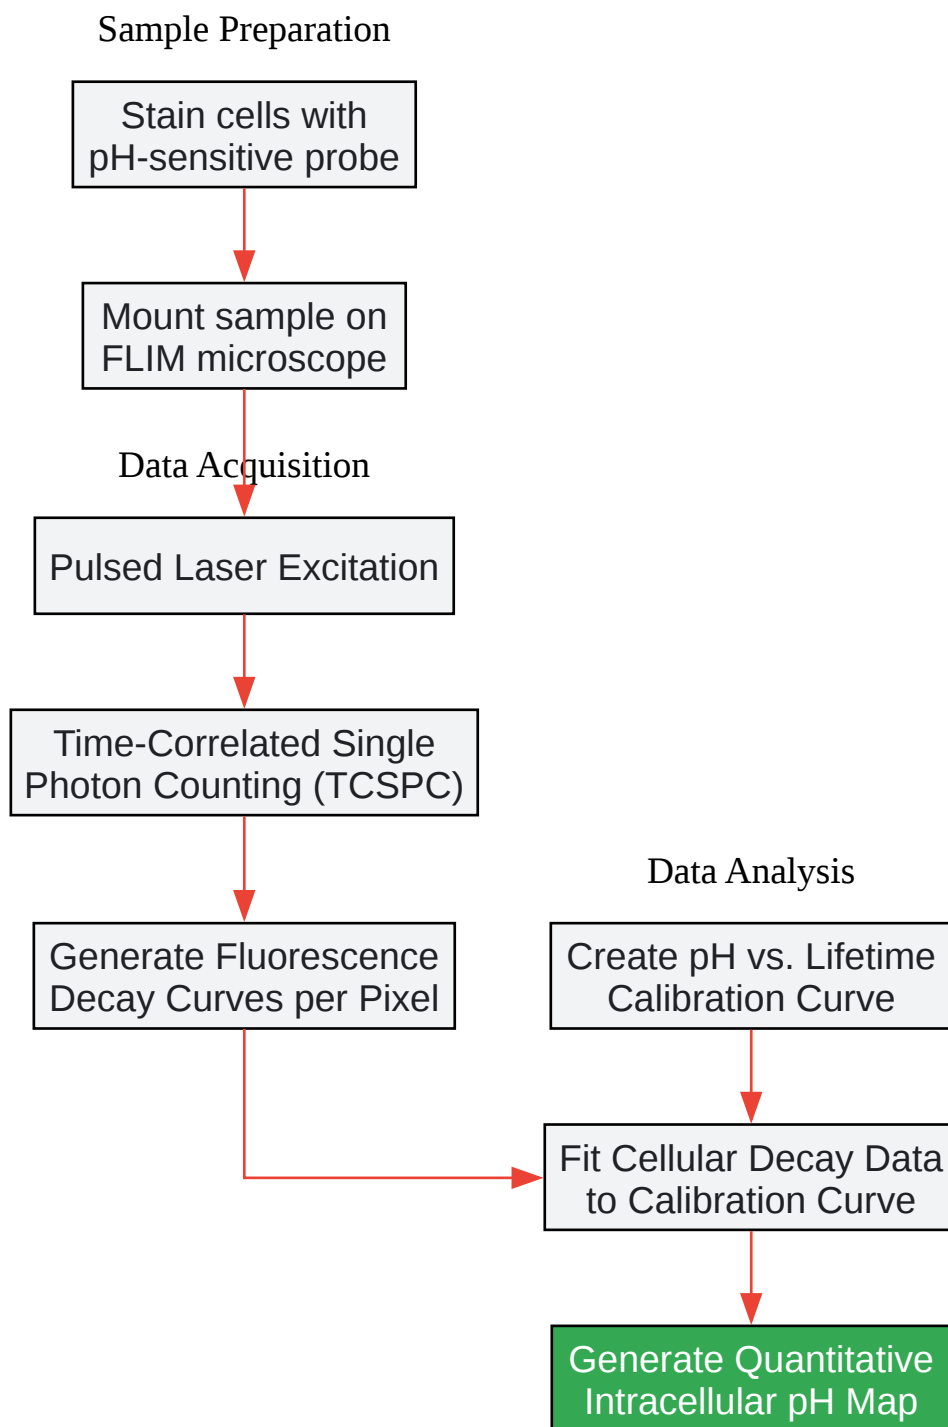 Sample Preparation
Stain cells with
pH-sensitive probe
Mount sample on
FLIM microscope
Data Acquisition
Pulsed Laser Excitation
Time-Correlated Single
Photon Counting (TCSPC)
Generate Fluorescence
Decay Curves per Pixel
Data Analysis
Create pH vs. Lifetime
Calibration Curve
Fit Cellular Decay Data
to Calibration Curve
Generate Quantitative
Intracellular pH Map